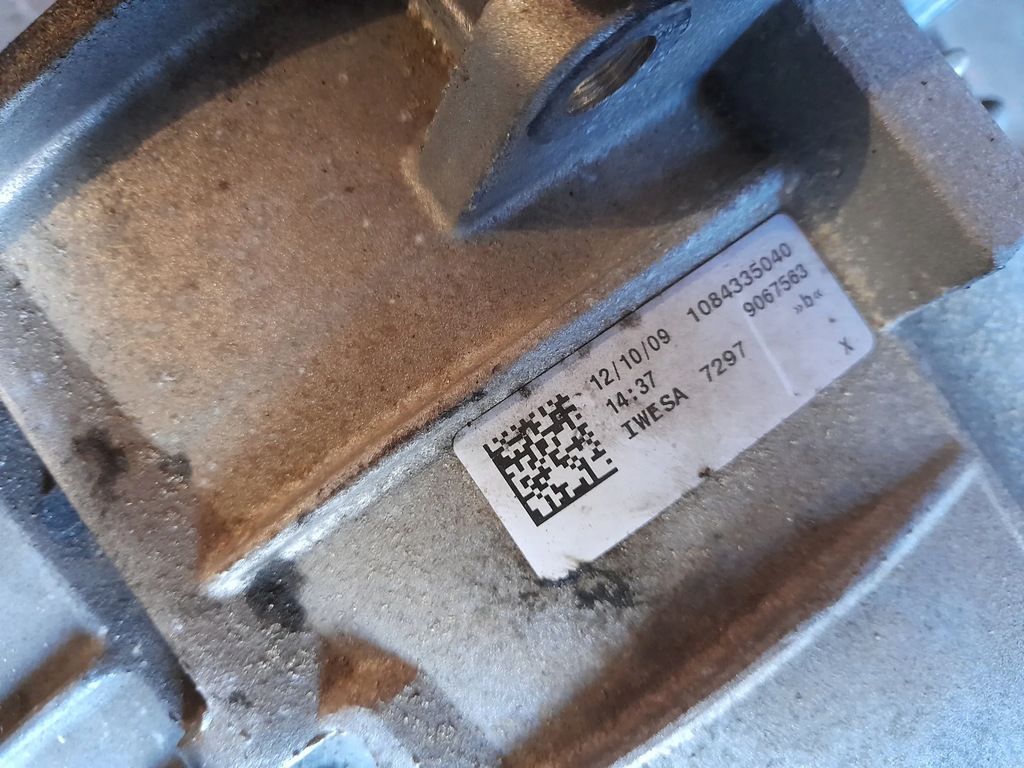 12/10/09 1084335040
14:37 9067563
IWESA 7297 »b«
X